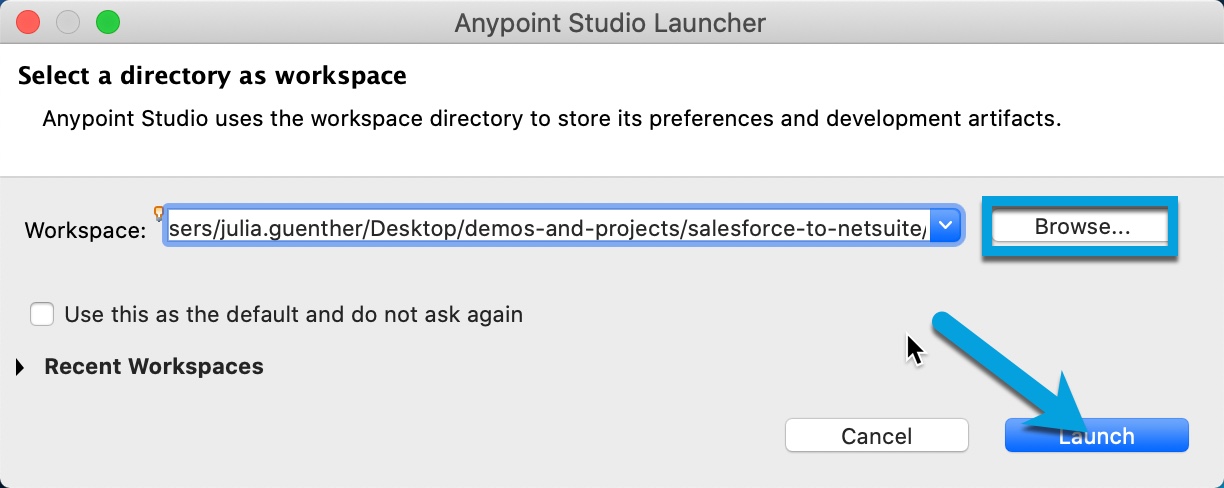 Anypoint Studio Launcher
Select a directory as workspace
Anypoint Studio uses the workspace directory to store its preferences and development artifacts.
Workspace: sers/julia.guenther/Desktop/demos-and-projects/salesforce-to-netsuite/ Browse...
Use this as the default and do not ask again
Recent Workspaces
Cancel Launch